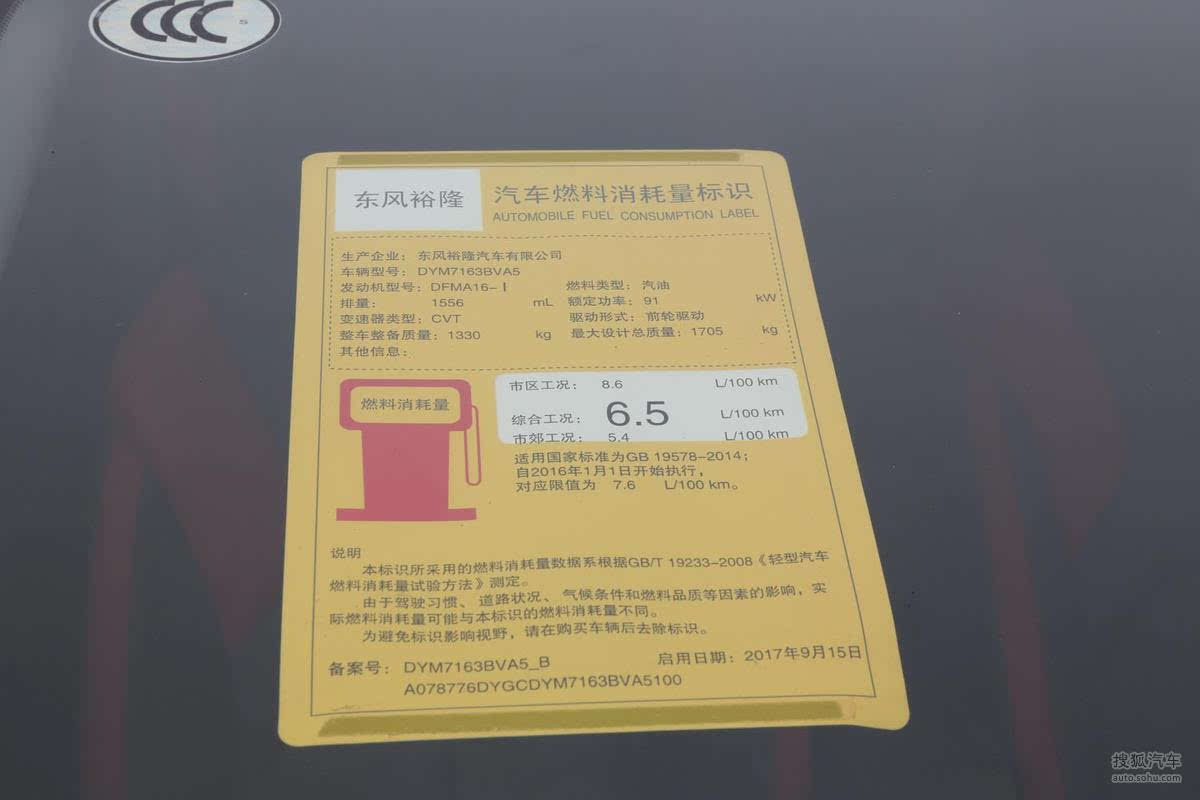 CCC S
东风裕隆
汽车燃料消耗量标识
AUTOMOBILE FUEL CONSUMPTION LABEL
生产企业: 东风裕隆汽车有限公司
车辆型号: DYM7163BVA5
发动机型号: DFMA16-Ⅰ 燃料类型: 汽油
排量: 1556 mL 额定功率: 91 kW
变速器类型: CVT 驱动形式: 前轮驱动
整车整备质量: 1330 kg 最大设计总质量: 1705 kg
其他信息:
燃料消耗量
市区工况: 8.6 L/100 km
综合工况: 6.5 L/100 km
市郊工况: 5.4 L/100 km
适用国家标准为GB 19578-2014;
自2016年1月1日开始执行,
对应限值为 7.6 L/100 km。
说明
本标识所采用的燃料消耗量数据系根据GB/T 19233-2008《轻型汽车
燃料消耗量试验方法》测定。
由于驾驶习惯、道路状况、气候条件和燃料品质等因素的影响,实
际燃料消耗量可能与本标识的燃料消耗量不同。
为避免标识影响视野,请在购买车辆后去除标识。
备案号: DYM7163BVA5_B 启用日期: 2017年9月15日
A078776DYGCDYM7163BVA5100
搜狐汽车
auto.sohu.com